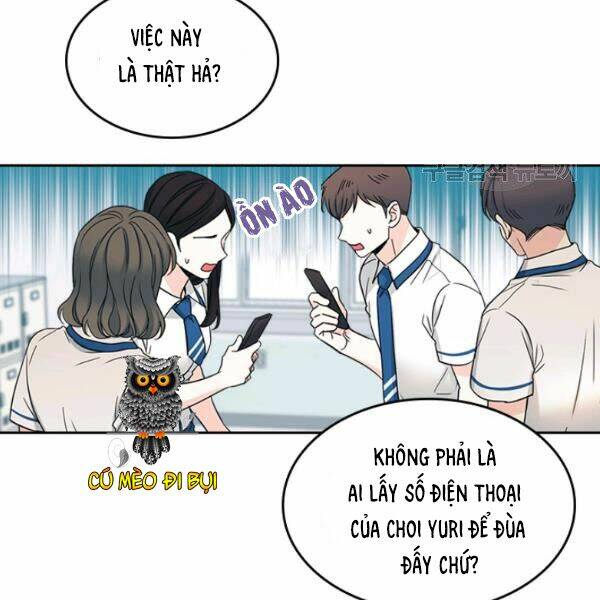 VIỆC NÀY
LÀ THẬT HẢ?
ỒN ÀO
CÚ MÈO ĐI BỤI
KHÔNG PHẢI LÀ
AI LẤY SỐ ĐIỆN THOẠI
CỦA CHOI YURI ĐỂ ĐÙA
ĐẤY CHỨ?